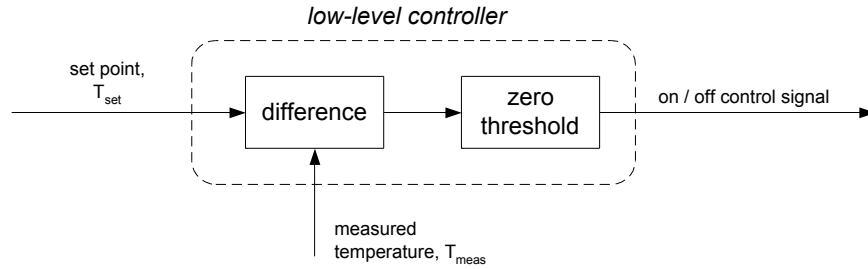 low-level controller
set point,
T_set
difference
zero
threshold
on / off control signal
measured
temperature, T_meas